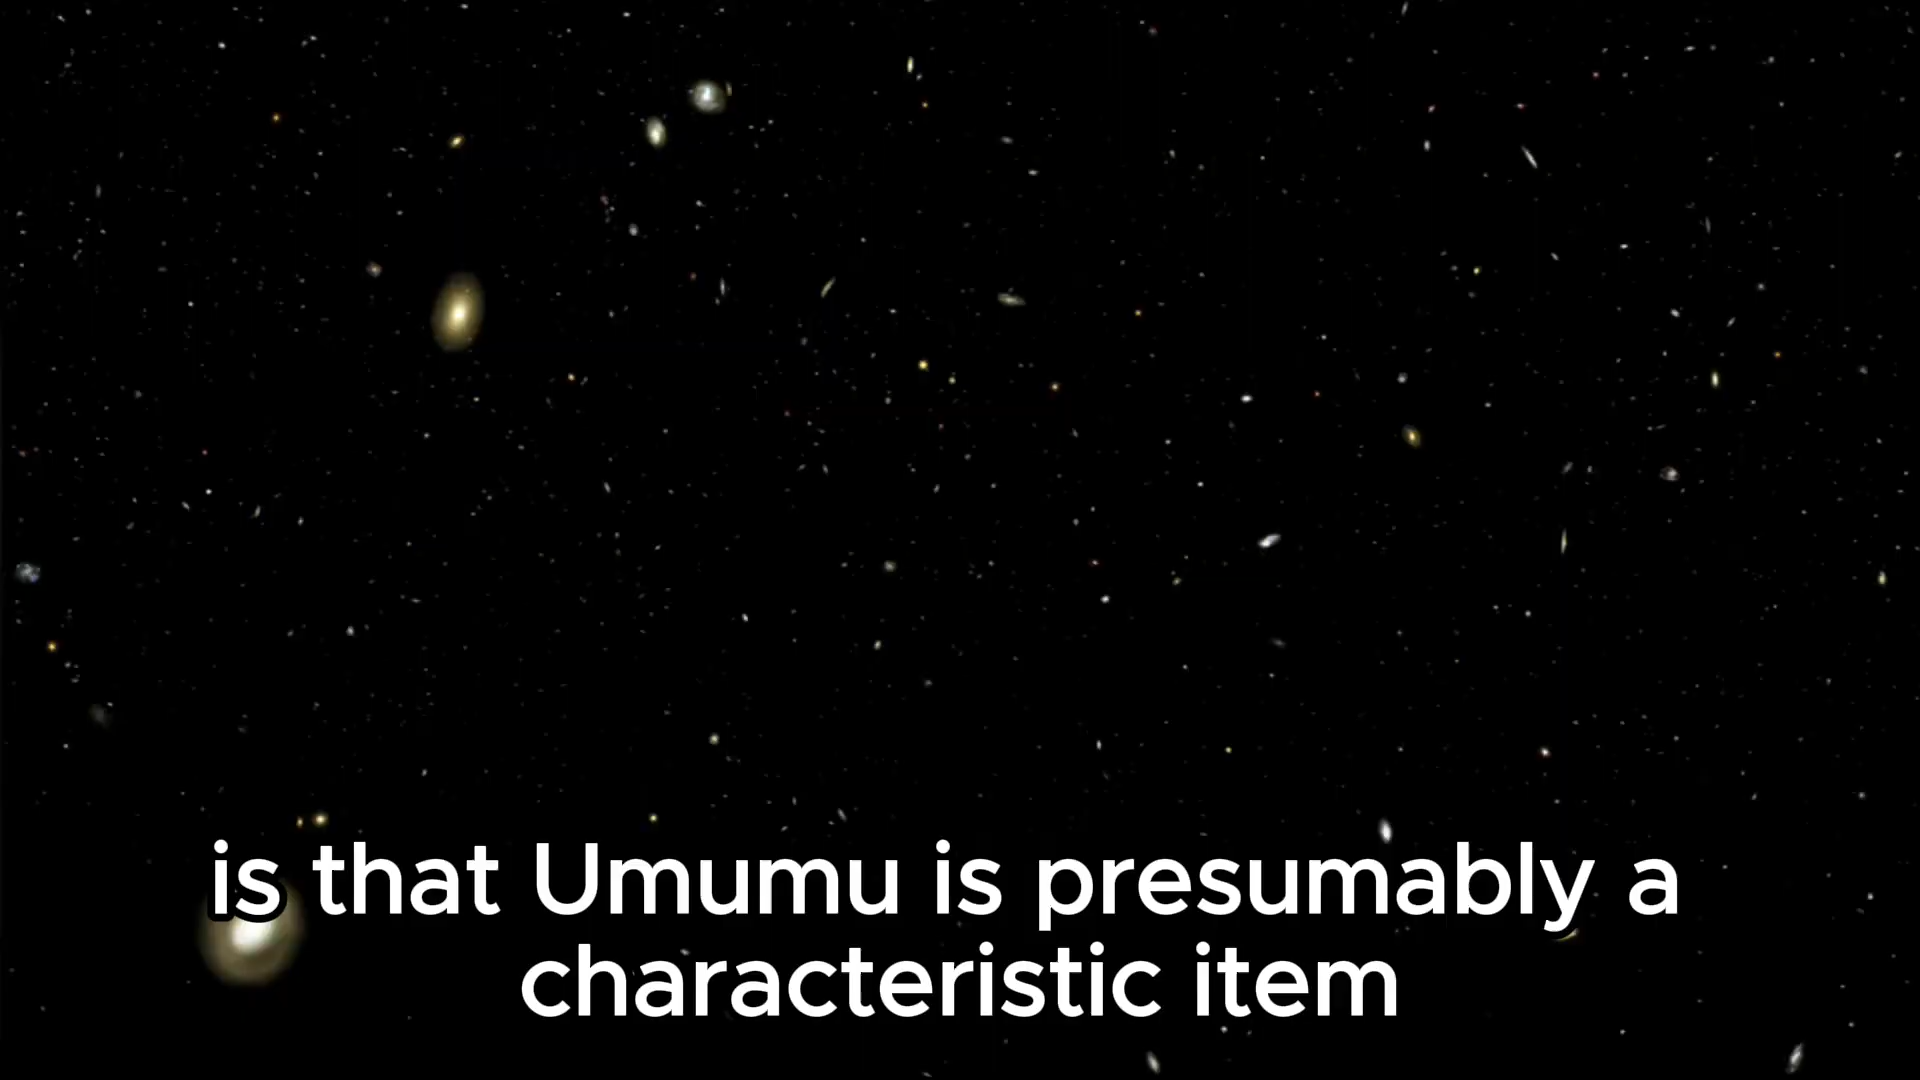 is that Umumu is presumably a
characteristic item